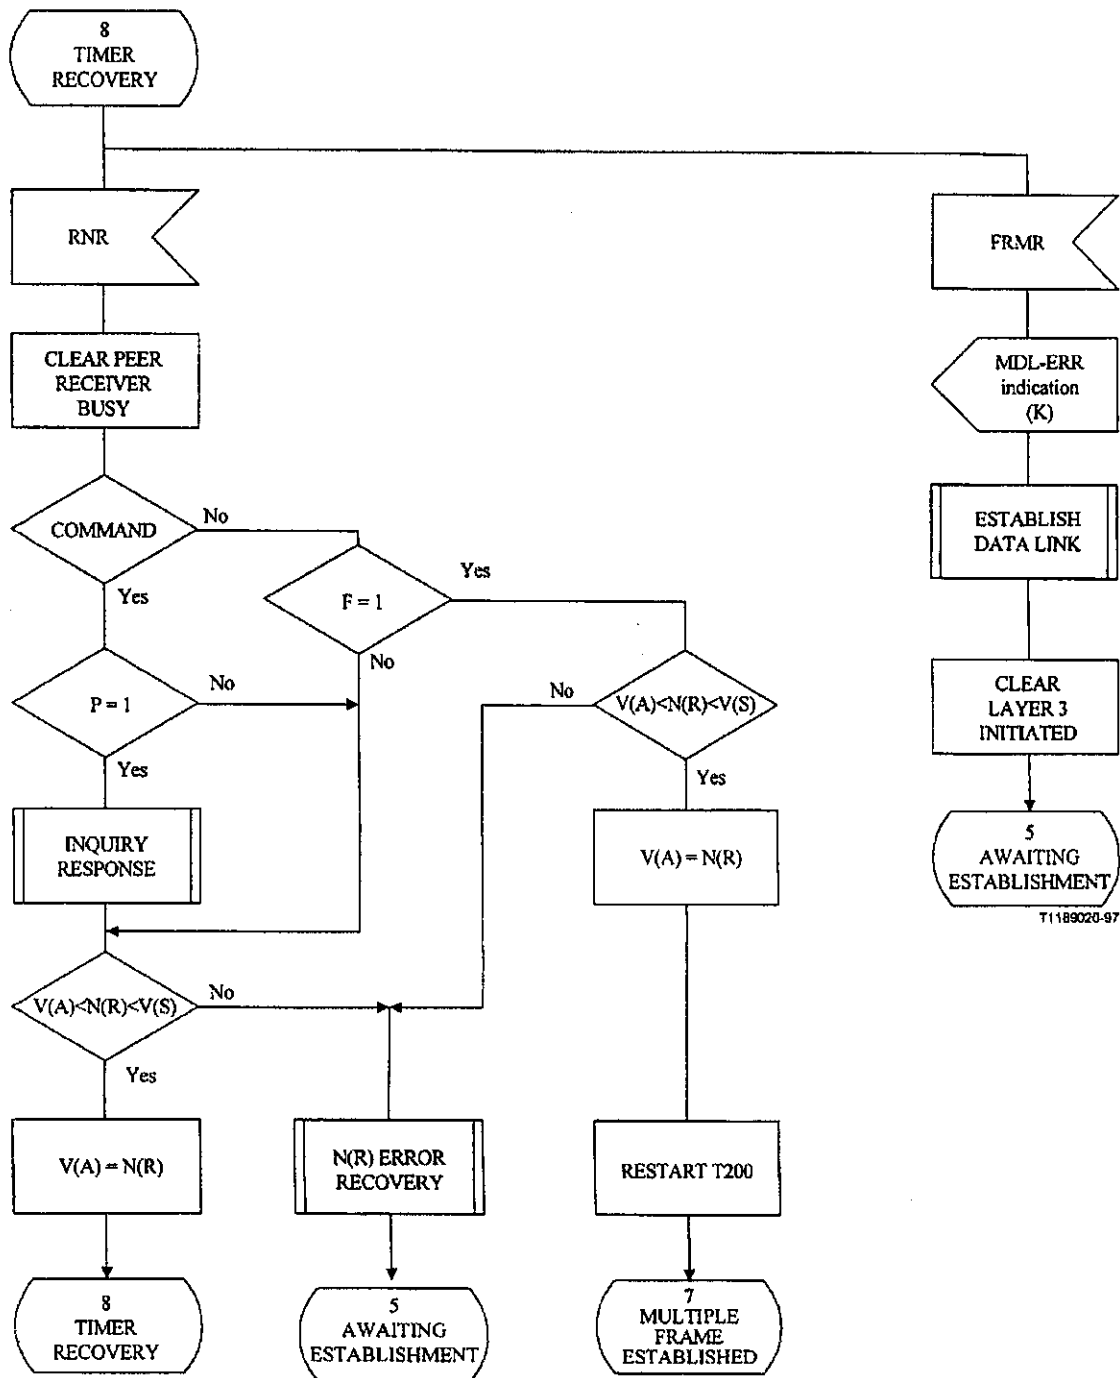 8
TIMER
RECOVERY
RNR
FRMR
CLEAR PEER
RECEIVER
BUSY
MDL-ERR
indication
(K)
COMMAND
No
Yes
F = 1
Yes
No
ESTABLISH
DATA LINK
P = 1
No
Yes
V(A)<N(R)<V(S)
No
Yes
CLEAR
LAYER 3
INITIATED
INQUIRY
RESPONSE
V(A) = N(R)
5
AWAITING
ESTABLISHMENT
T1189020-97
V(A)<N(R)<V(S)
No
Yes
V(A) = N(R)
N(R) ERROR
RECOVERY
RESTART T200
8
TIMER
RECOVERY
5
AWAITING
ESTABLISHMENT
7
MULTIPLE
FRAME
ESTABLISHED